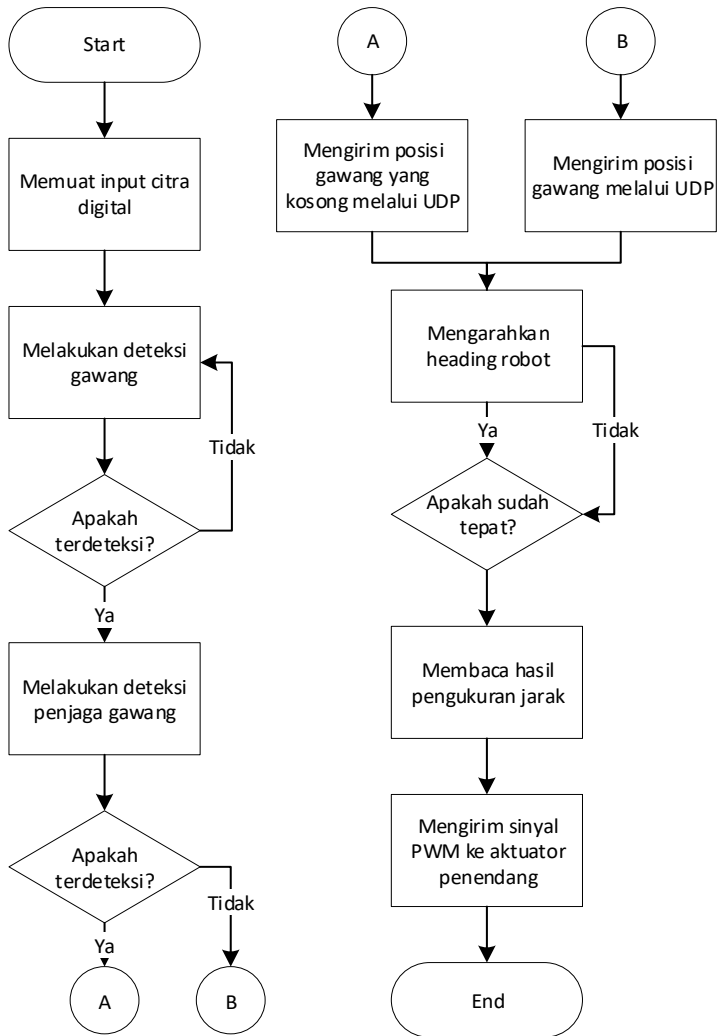 Start
Memuat input citra
digital
Melakukan deteksi
gawang
Tidak
Apakah
terdeteksi?
Ya
Melakukan deteksi
penjaga gawang
Apakah
terdeteksi?
Tidak
Ya
A
B
A
B
Mengirim posisi
gawang yang
kosong melalui UDP
Mengirim posisi
gawang melalui UDP
Mengarahkan
heading robot
Ya
Tidak
Apakah sudah
tepat?
Membaca hasil
pengukuran jarak
Mengirim sinyal
PWM ke aktuator
penendang
End